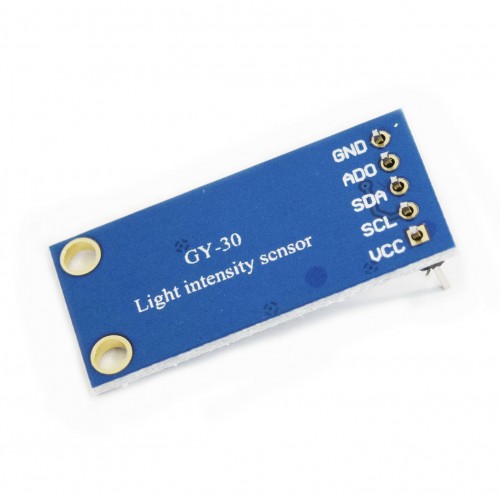 GND
ADO
SDA
SCL
VCC
GY-30
Light intensity sensor